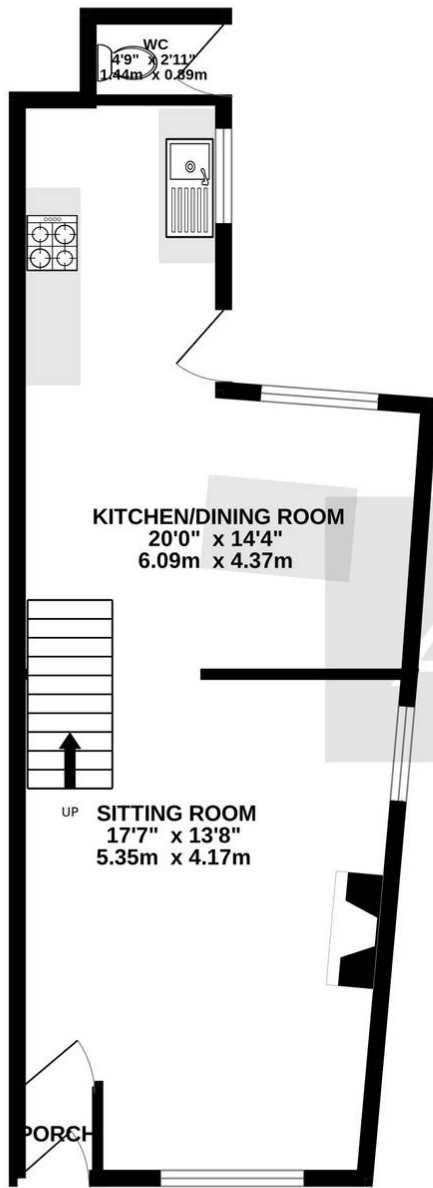 WC
4'9" x 2'11"
1.44m x 0.89m
KITCHEN/DINING ROOM
20'0" x 14'4"
6.09m x 4.37m
UP
SITTING ROOM
17'7" x 13'8"
5.35m x 4.17m
PORCH